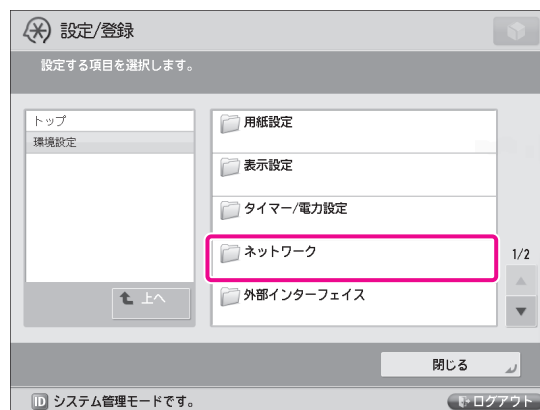 設定/登録
設定する項目を選択します。
トップ
環境設定
上へ
用紙設定
表示設定
タイマー/電力設定
ネットワーク
外部インターフェイス
1/2
閉じる
ID システム管理モードです。
ログアウト